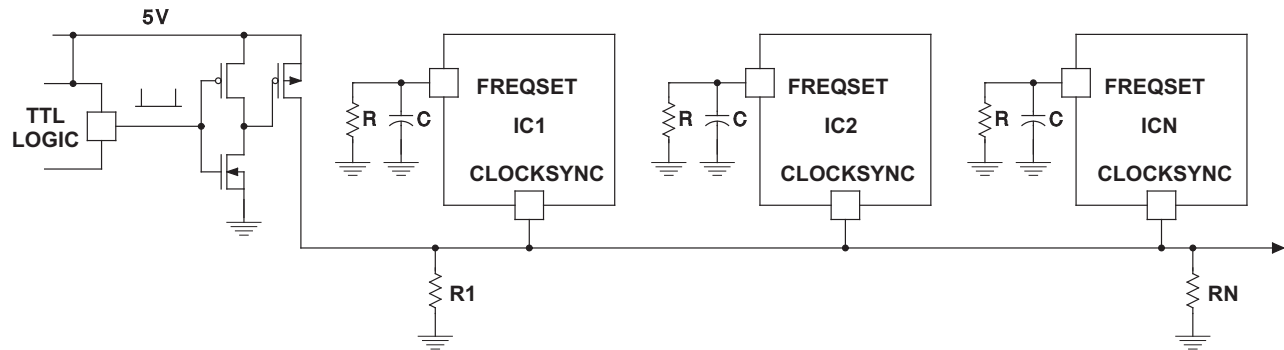 5V
TTL
LOGIC
R
C
FREQSET
IC1
CLOCKSYNC
R
C
FREQSET
IC2
CLOCKSYNC
R
C
FREQSET
ICN
CLOCKSYNC
R1
RN